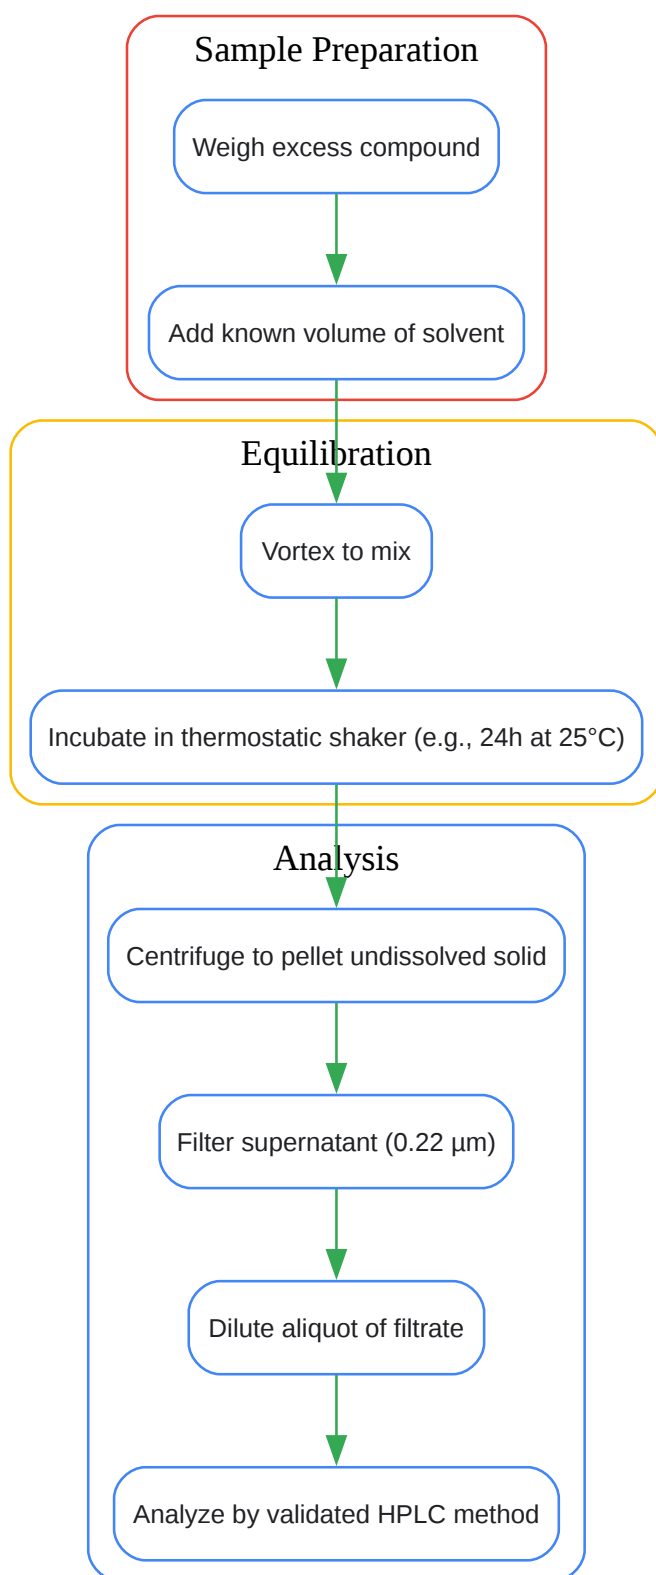 Sample Preparation
Weigh excess compound
Add known volume of solvent
Equilibration
Vortex to mix
Incubate in thermostatic shaker (e.g., 24h at 25°C)
Analysis
Centrifuge to pellet undissolved solid
Filter supernatant (0.22 µm)
Dilute aliquot of filtrate
Analyze by validated HPLC method